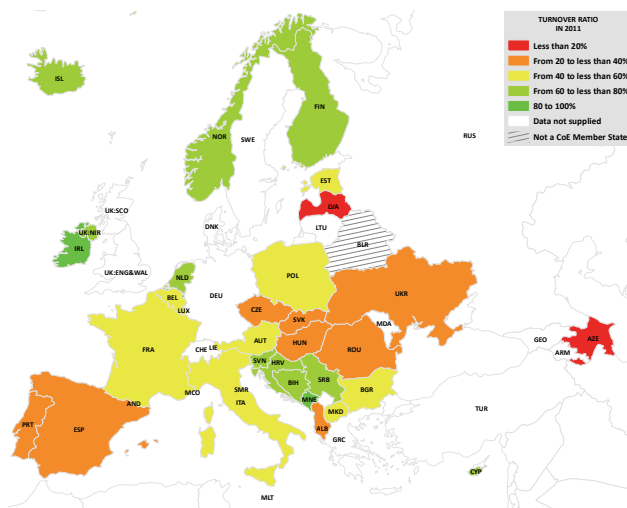 TURNOVER RATIO
IN 2011
Less than 20%
From 20 to less than 40%
From 40 to less than 60%
From 60 to less than 80%
80 to 100%
Data not supplied
Not a CoE Member State
ISL
FIN
NOR
SWE
RUS
EST
LVA
UK:SCO
LTU
DNK
UK:NIR
BLR
IRL
UK:ENG&WAL
NLD
POL
DEU
BEL
UKR
LUX
CZE
SVK
MDA
GEO
AZE
AUT
HUN
FRA
CHE
LIE
ROU
ARM
SVN
HRV
BIH
SRB
SMR
BGR
MCO
ITA
MNE
AND
MKD
TUR
PRT
ESP
ALB
GRC
CYP
MLT